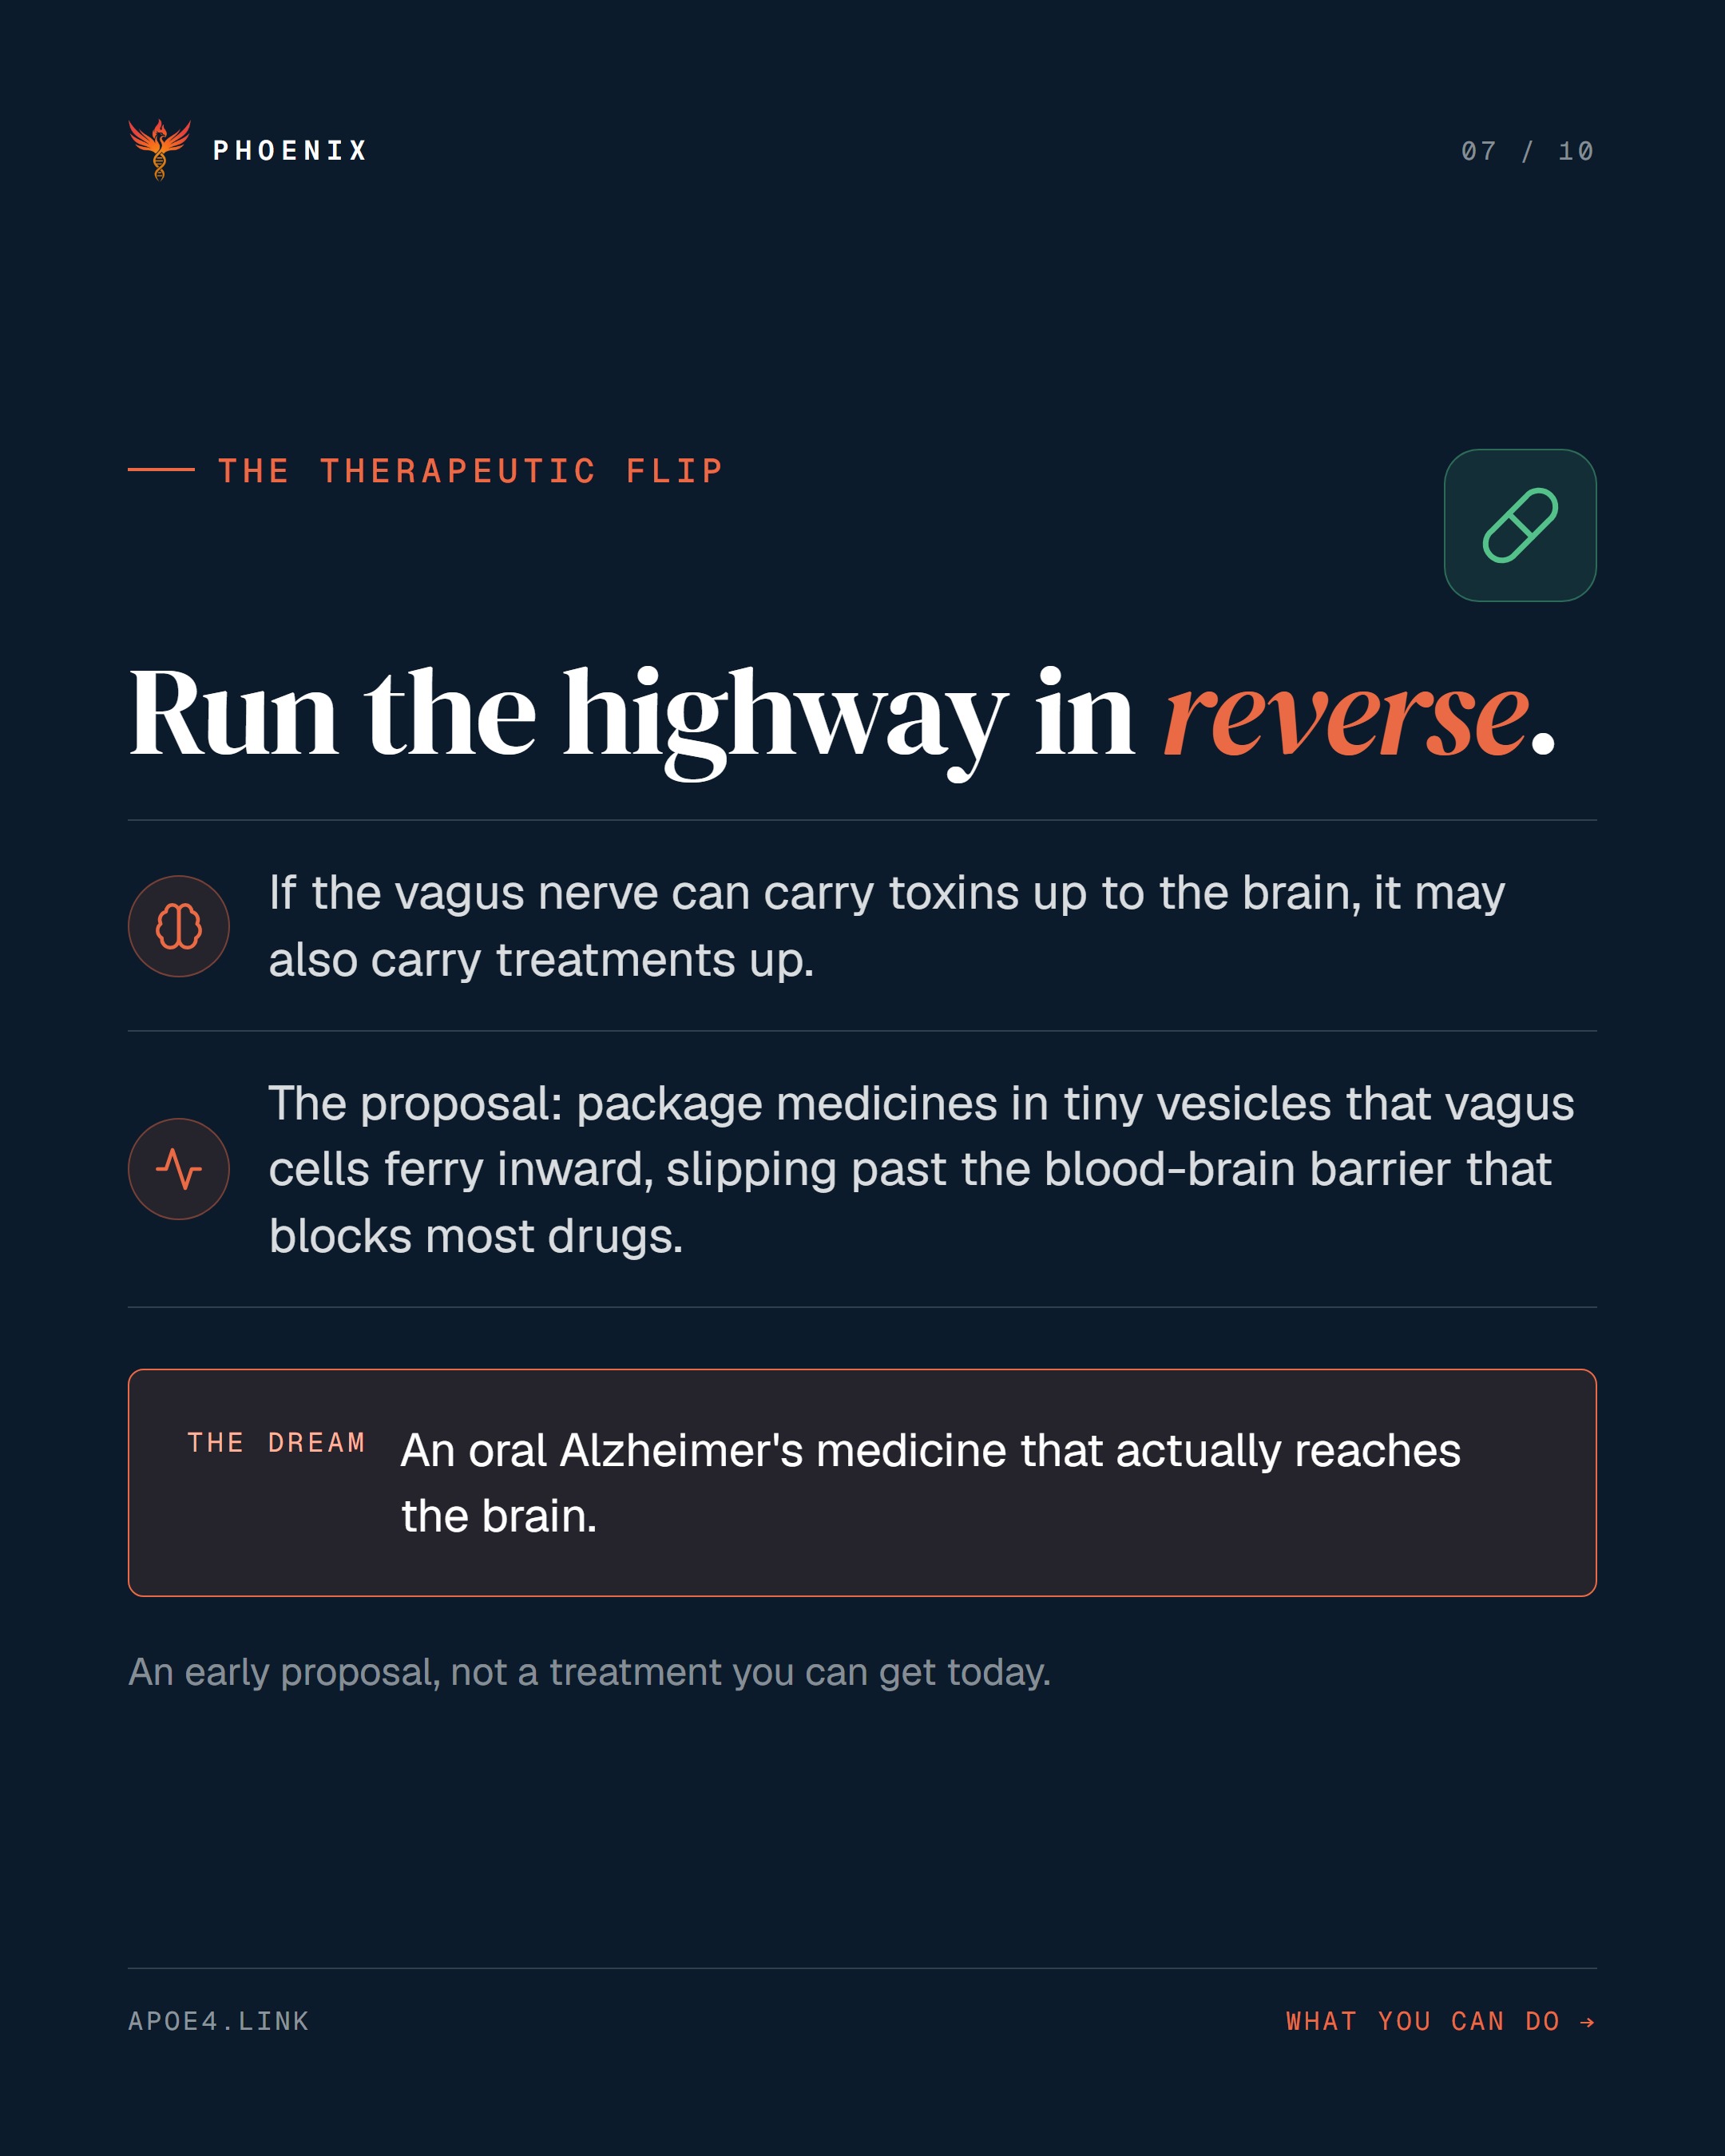 PHOENIX
07 / 10
THE THERAPEUTIC FLIP
Run the highway in reverse.
If the vagus nerve can carry toxins up to the brain, it may
also carry treatments up.
The proposal: package medicines in tiny vesicles that vagus
cells ferry inward, slipping past the blood-brain barrier that
blocks most drugs.
THE DREAM
An oral Alzheimer's medicine that actually reaches
the brain.
An early proposal, not a treatment you can get today.
APOE4.LINK
WHAT YOU CAN DO →